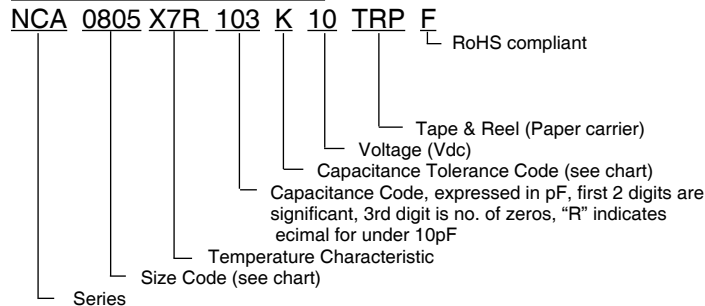 NCA 0805 X7R 103 K 10 TRP F
RoHS compliant
Tape & Reel (Paper carrier)
Voltage (Vdc)
Capacitance Tolerance Code (see chart)
Capacitance Code, expressed in pF, first 2 digits are
significant, 3rd digit is no. of zeros, “R” indicates
ecimal for under 10pF
Temperature Characteristic
Size Code (see chart)
Series